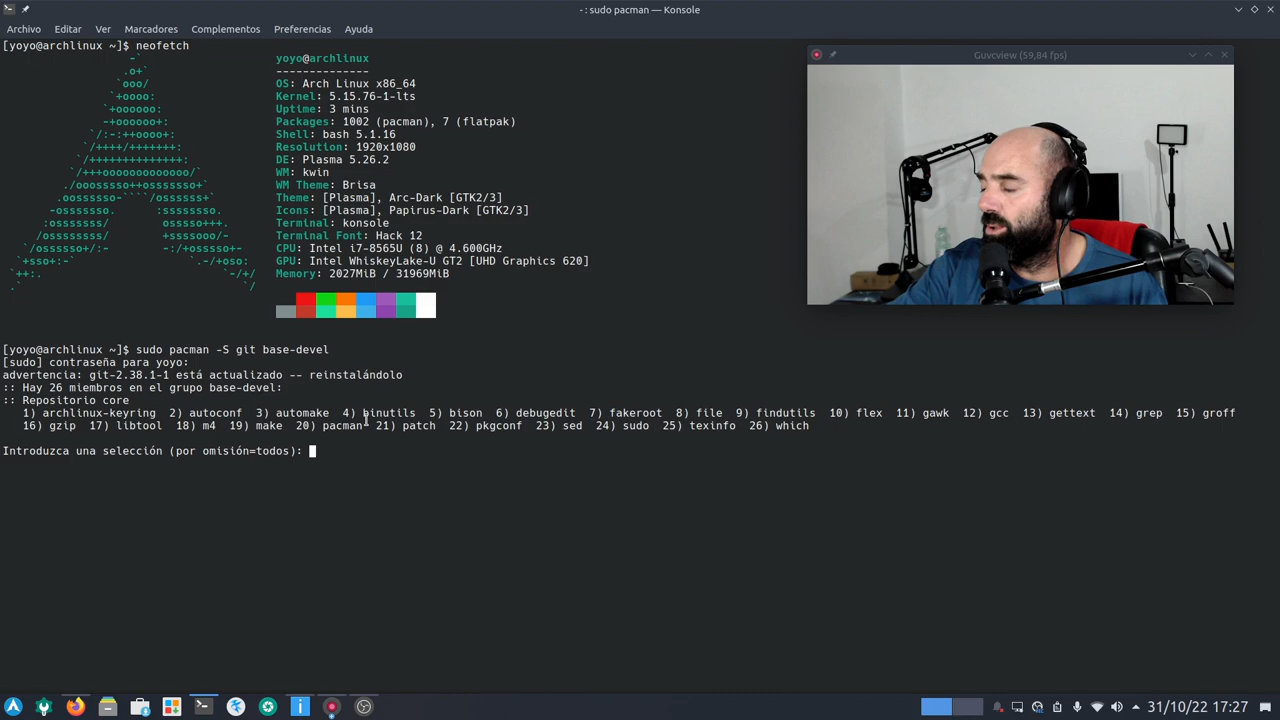 - : sudo pacman — Konsole
Archivo Editar Ver Marcadores Complementos Preferencias Ayuda
[yoyo@archlinux ~]$ neofetch
yoyo@archlinux
--------------
OS: Arch Linux x86_64
Kernel: 5.15.76-1-lts
Uptime: 3 mins
Packages: 1002 (pacman), 7 (flatpak)
Shell: bash 5.1.16
Resolution: 1920x1080
DE: Plasma 5.26.2
WM: kwin
WM Theme: Brisa
Theme: [Plasma], Arc-Dark [GTK2/3]
Icons: [Plasma], Papirus-Dark [GTK2/3]
Terminal: konsole
Terminal Font: Hack 12
CPU: Intel i7-8565U (8) @ 4.600GHz
GPU: Intel WhiskeyLake-U GT2 [UHD Graphics 620]
Memory: 2027MiB / 31969MiB
Guvcview (59,84 fps)
[yoyo@archlinux ~]$ sudo pacman -S git base-devel
[sudo] contraseña para yoyo:
advertencia: git-2.38.1-1 está actualizado -- reinstalándolo
:: Hay 26 miembros en el grupo base-devel:
:: Repositorio core
1) archlinux-keyring 2) autoconf 3) automake 4) binutils 5) bison 6) debugedit 7) fakeroot 8) file 9) findutils 10) flex 11) gawk 12) gcc 13) gettext 14) grep 15) groff
16) gzip 17) libtool 18) m4 19) make 20) pacman 21) patch 22) pkgconf 23) sed 24) sudo 25) texinfo 26) which
Introduzca una selección (por omisión=todos):
31/10/22 17:27